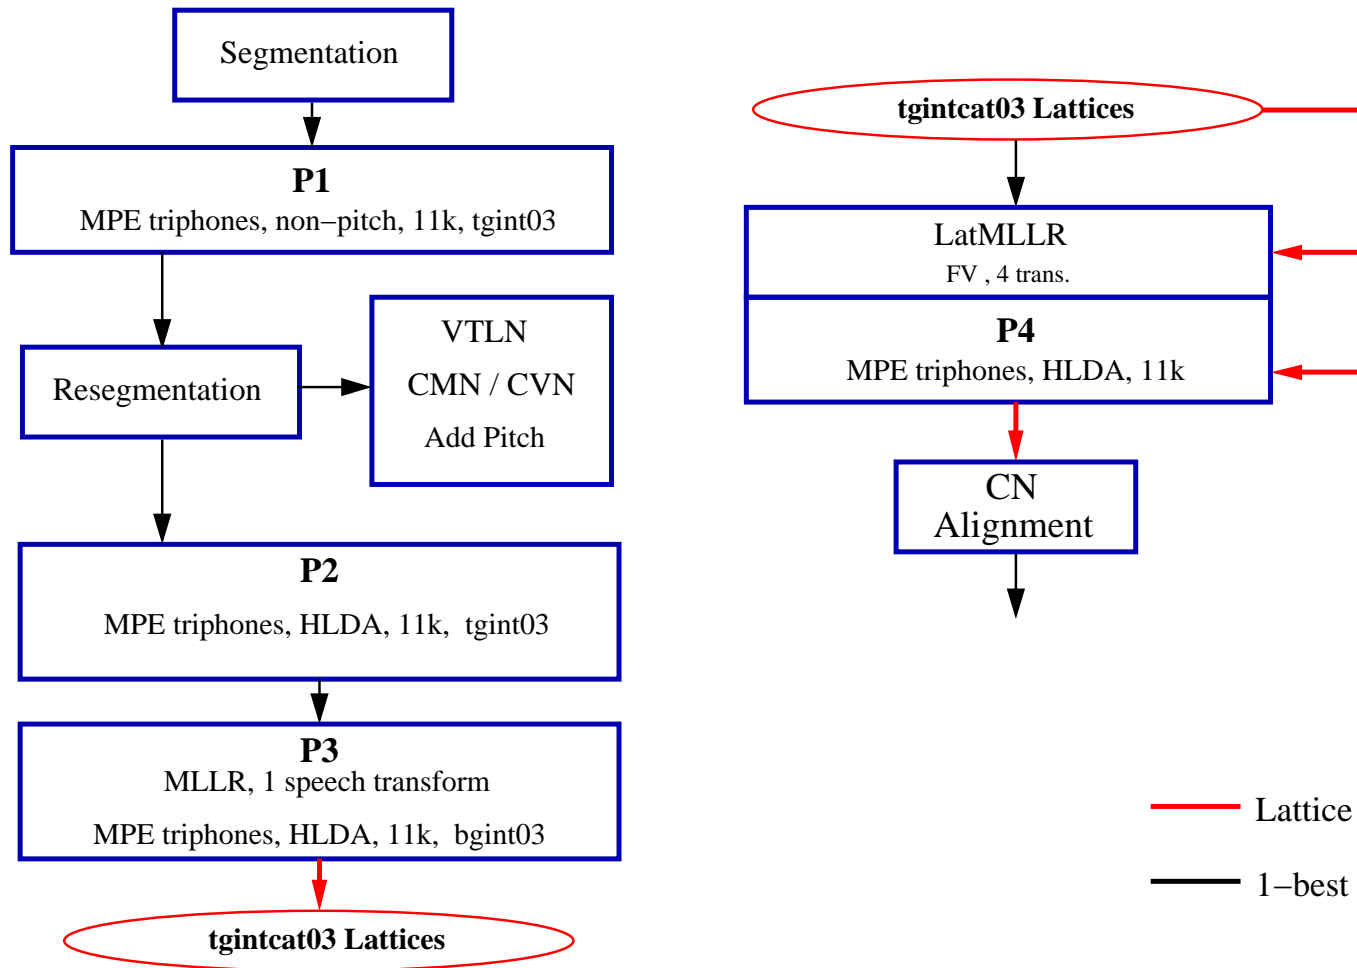 Segmentation
P1
MPE triphones, non−pitch, 11k, tgint03
Resegmentation
VTLN
CMN / CVN
Add Pitch
P2
MPE triphones, HLDA, 11k, tgint03
P3
MLLR, 1 speech transform
MPE triphones, HLDA, 11k, bgint03
tgintcat03 Lattices
tgintcat03 Lattices
LatMLLR
FV , 4 trans.
P4
MPE triphones, HLDA, 11k
CN
Alignment
Lattice
1−best